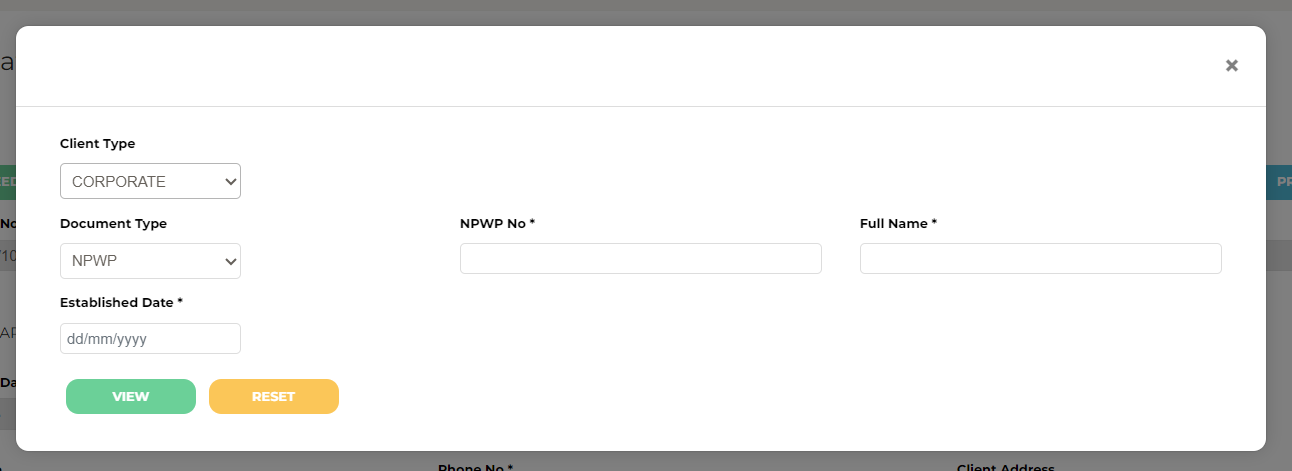 ×
Client Type
CORPORATE
Document Type
NPWP No *
Full Name *
NPWP
Established Date *
dd/mm/yyyy
VIEW
RESET
Phone No *
Client Address